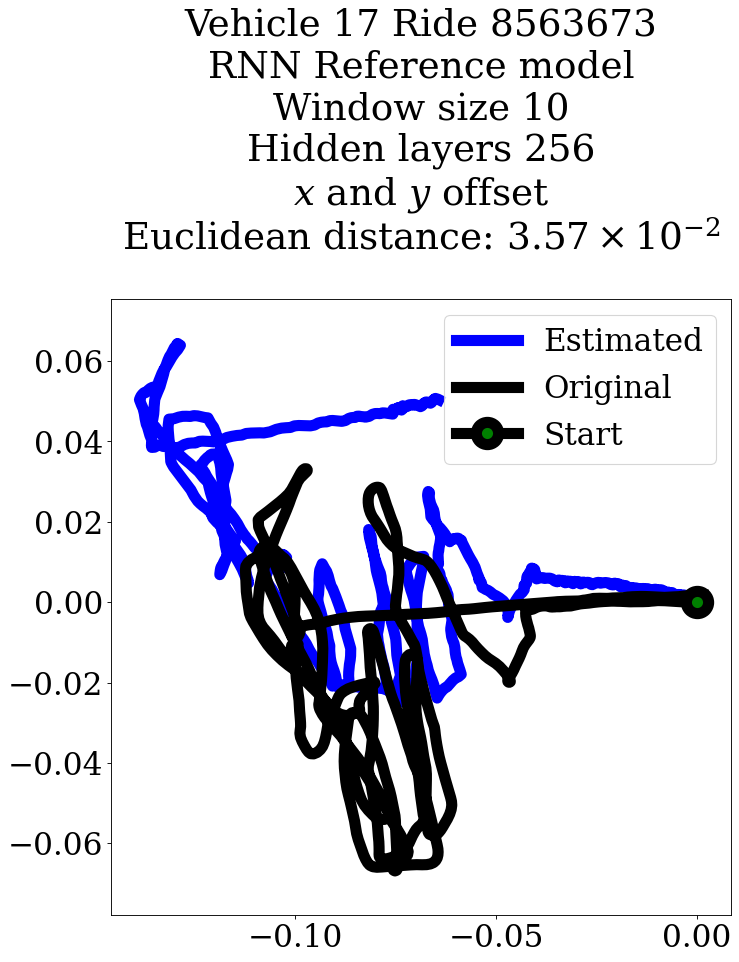 Vehicle 17 Ride 8563673
RNN Reference model
Window size 10
Hidden layers 256
x and y offset
Euclidean distance: 3.57 × 10⁻²
Estimated
Original
Start
0.06
0.04
0.02
0.00
−0.02
−0.04
−0.06
−0.10 −0.05 0.00